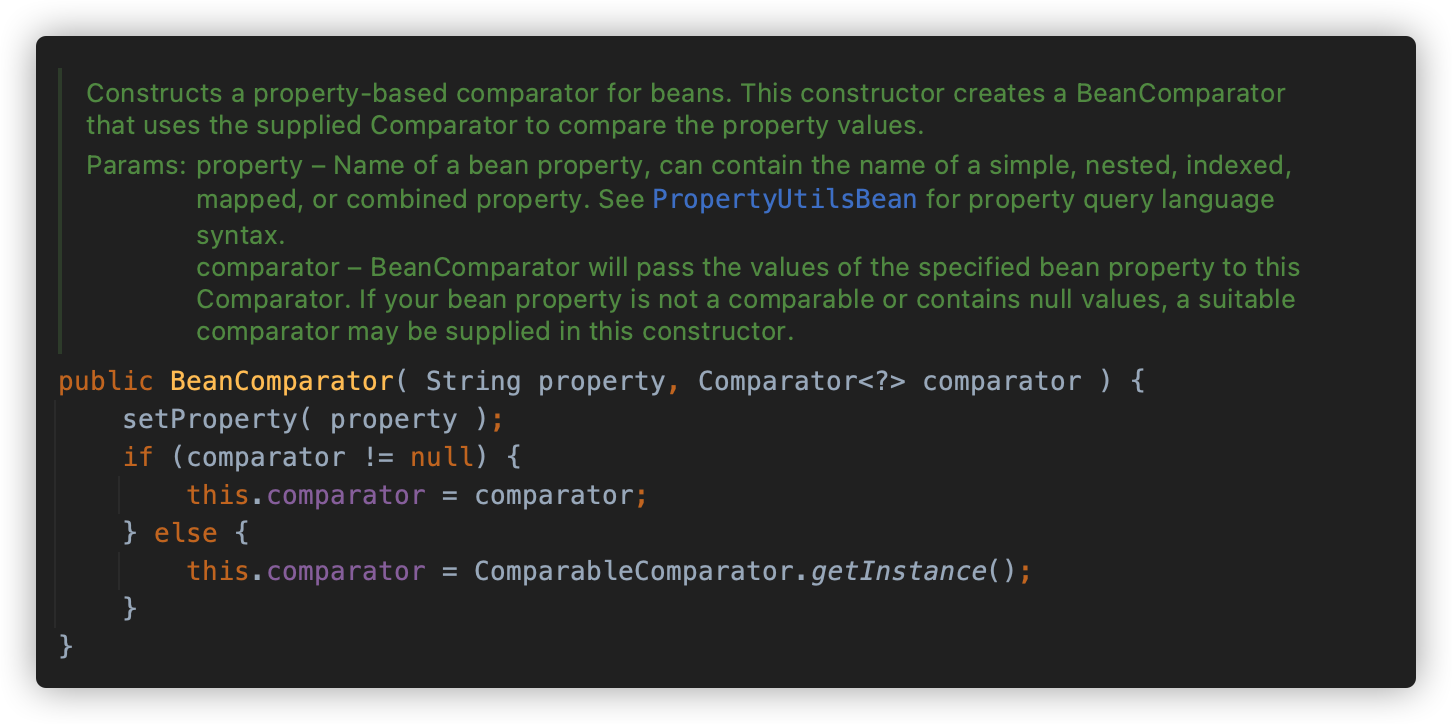 Constructs a property-based comparator for beans. This constructor creates a BeanComparator
that uses the supplied Comparator to compare the property values.
Params: property – Name of a bean property, can contain the name of a simple, nested, indexed,
mapped, or combined property. See PropertyUtilsBean for property query language
syntax.
comparator – BeanComparator will pass the values of the specified bean property to this
Comparator. If your bean property is not a comparable or contains null values, a suitable
comparator may be supplied in this constructor.
public BeanComparator( String property, Comparator<?> comparator ) {
    setProperty( property );
    if (comparator != null) {
        this.comparator = comparator;
    } else {
        this.comparator = ComparableComparator.getInstance();
    }
}